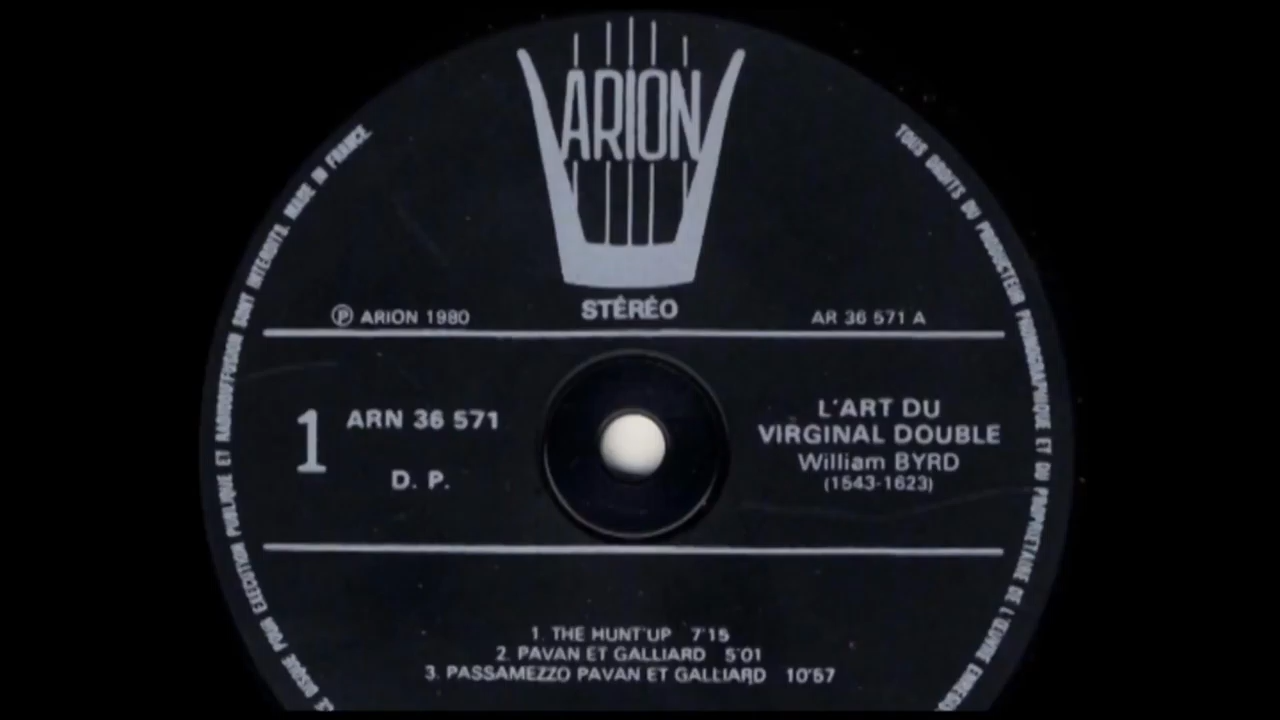 ARION
STÉRÉO
Ⓟ ARION 1980
AR 36 571 A
1
ARN 36 571
D. P.
L'ART DU
VIRGINAL DOUBLE
William BYRD
(1543-1623)
1. THE HUNT'UP 7'15
2. PAVAN ET GALLIARD 5'01
3. PASSAMEZZO PAVAN ET GALLIARD 10'57
TOUS DROITS DU PRODUCTEUR PHONOGRAPHIQUE ET DU PROPRIETAIRE DE L'ŒUVRE
DISQUE POUR EXECUTION PUBLIQUE ET RADIODIFFUSION SONT INTERDITS. MADE IN FRANCE.